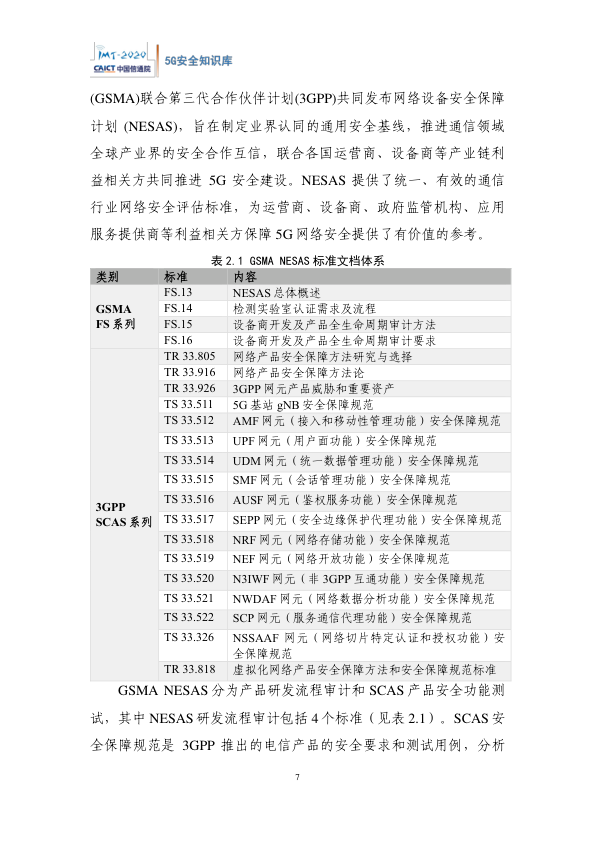 IMT-2020
CAICT 中国信通院
5G安全知识库
(GSMA)联合第三代合作伙伴计划(3GPP)共同发布网络设备安全保障
计划 (NESAS)，旨在制定业界认同的通用安全基线，推进通信领域
全球产业界的安全合作互信，联合各国运营商、设备商等产业链利
益相关方共同推进 5G 安全建设。NESAS 提供了统一、有效的通信
行业网络安全评估标准，为运营商、设备商、政府监管机构、应用
服务提供商等利益相关方保障 5G 网络安全提供了有价值的参考。
表 2.1 GSMA NESAS 标准文档体系
类别 标准 内容
GSMA
FS 系列
FS.13 NESAS 总体概述
FS.14 检测实验室认证需求及流程
FS.15 设备商开发及产品全生命周期审计方法
FS.16 设备商开发及产品全生命周期审计要求
3GPP
SCAS 系列
TR 33.805 网络产品安全保障方法研究与选择
TR 33.916 网络产品安全保障方法论
TR 33.926 3GPP 网元产品威胁和重要资产
TS 33.511 5G 基站 gNB 安全保障规范
TS 33.512 AMF 网元（接入和移动性管理功能）安全保障规范
TS 33.513 UPF 网元（用户面功能）安全保障规范
TS 33.514 UDM 网元（统一数据管理功能）安全保障规范
TS 33.515 SMF 网元（会话管理功能）安全保障规范
TS 33.516 AUSF 网元（鉴权服务功能）安全保障规范
TS 33.517 SEPP 网元（安全边缘保护代理功能）安全保障规范
TS 33.518 NRF 网元（网络存储功能）安全保障规范
TS 33.519 NEF 网元（网络开放功能）安全保障规范
TS 33.520 N3IWF 网元（非 3GPP 互通功能）安全保障规范
TS 33.521 NWDAF 网元（网络数据分析功能）安全保障规范
TS 33.522 SCP 网元（服务通信代理功能）安全保障规范
TS 33.326 NSSAAF 网元（网络切片特定认证和授权功能）安
全保障规范
TR 33.818 虚拟化网络产品安全保障方法和安全保障规范标准
GSMA NESAS 分为产品研发流程审计和 SCAS 产品安全功能测
试，其中 NESAS 研发流程审计包括 4 个标准（见表 2.1）。SCAS 安
全保障规范是 3GPP 推出的电信产品的安全要求和测试用例，分析
7